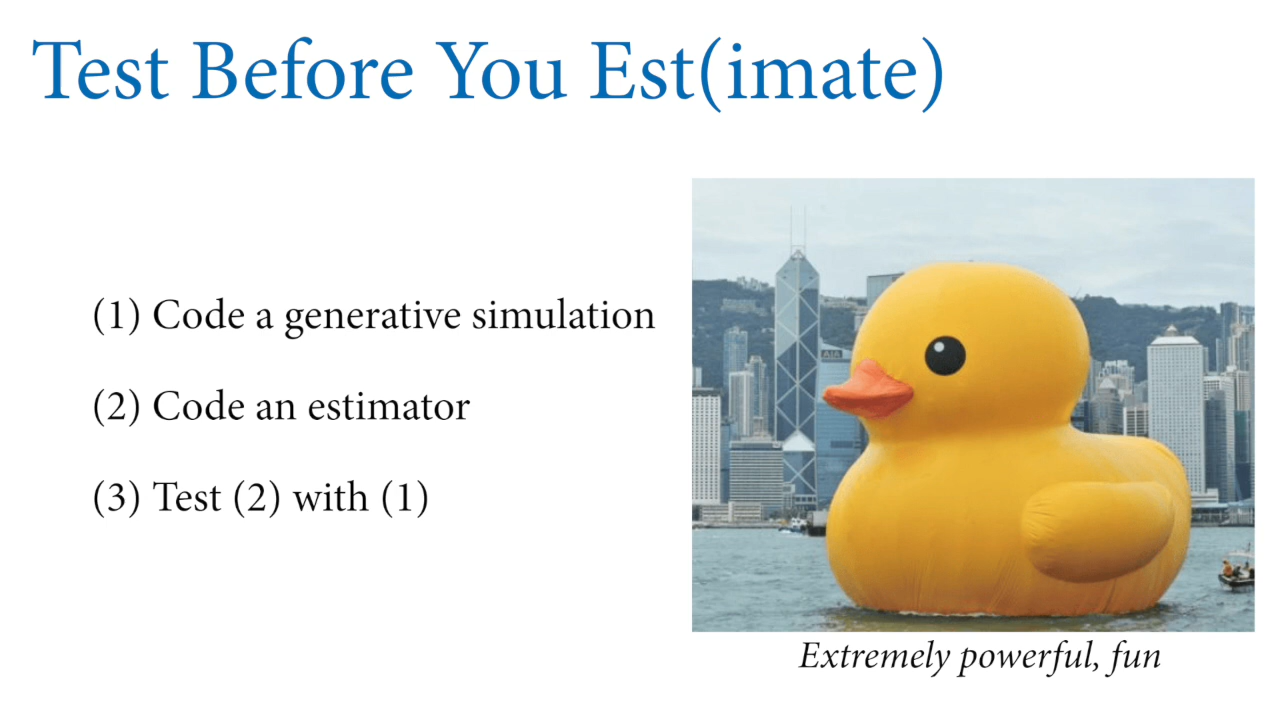 Test Before You Est(imate)
(1) Code a generative simulation
(2) Code an estimator
(3) Test (2) with (1)
AIA
Extremely powerful, fun